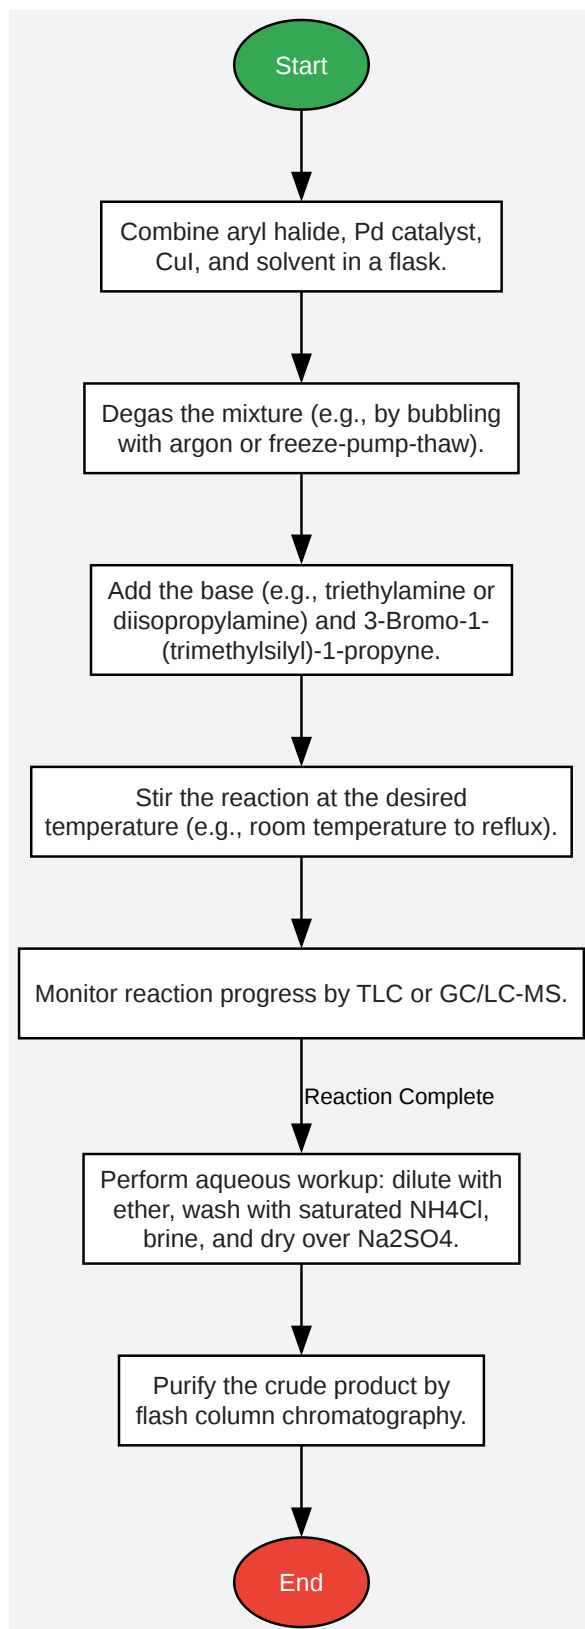 Start
Combine aryl halide, Pd catalyst,
CuI, and solvent in a flask.
Degas the mixture (e.g., by bubbling
with argon or freeze-pump-thaw).
Add the base (e.g., triethylamine or
diisopropylamine) and 3-Bromo-1-
(trimethylsilyl)-1-propyne.
Stir the reaction at the desired
temperature (e.g., room temperature to reflux).
Monitor reaction progress by TLC or GC/LC-MS.
Reaction Complete
Perform aqueous workup: dilute with
ether, wash with saturated NH4Cl,
brine, and dry over Na2SO4.
Purify the crude product by
flash column chromatography.
End